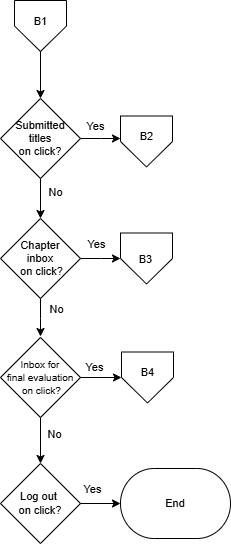 B1
Submitted
titles
on click?
Yes
B2
No
Chapter
inbox
on click?
Yes
B3
No
Inbox for
final evaluation
on click?
Yes
B4
No
Log out
on click?
Yes
End